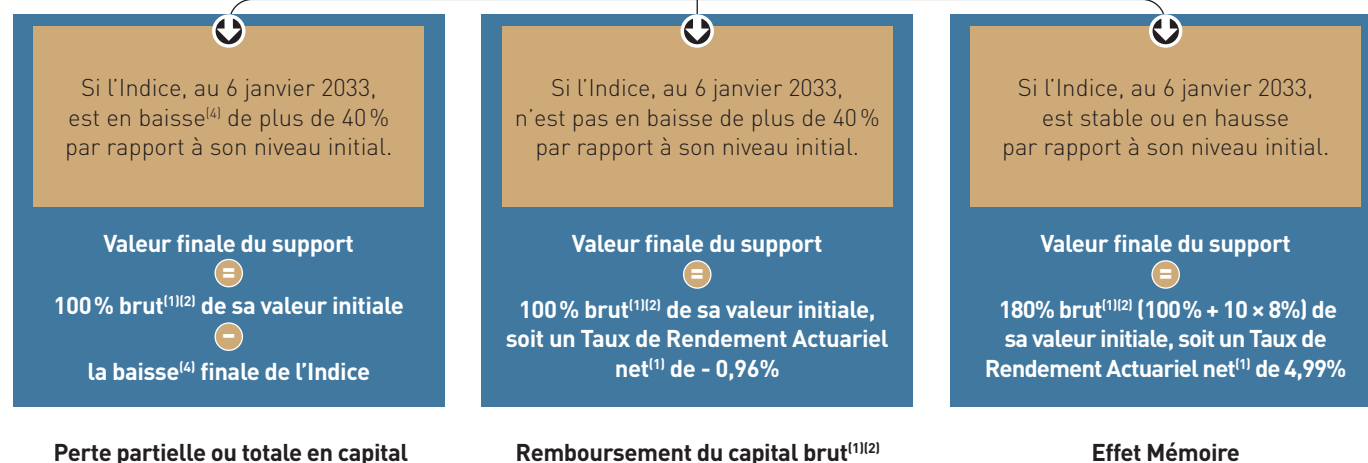 Si l'Indice, au 6 janvier 2033,
est en baisse(4) de plus de 40 %
par rapport à son niveau initial.
Valeur finale du support
=
100 % brut(1)(2) de sa valeur initiale
-
la baisse(4) finale de l'Indice
Perte partielle ou totale en capital
Si l'Indice, au 6 janvier 2033,
n'est pas en baisse de plus de 40 %
par rapport à son niveau initial.
Valeur finale du support
=
100 % brut(1)(2) de sa valeur initiale,
soit un Taux de Rendement Actuariel
net(1) de - 0,96%
Remboursement du capital brut(1)(2)
Si l'Indice, au 6 janvier 2033,
est stable ou en hausse
par rapport à son niveau initial.
Valeur finale du support
=
180% brut(1)(2) (100 % + 10 × 8%) de
sa valeur initiale, soit un Taux de
Rendement Actuariel net(1) de 4,99%
Effet Mémoire